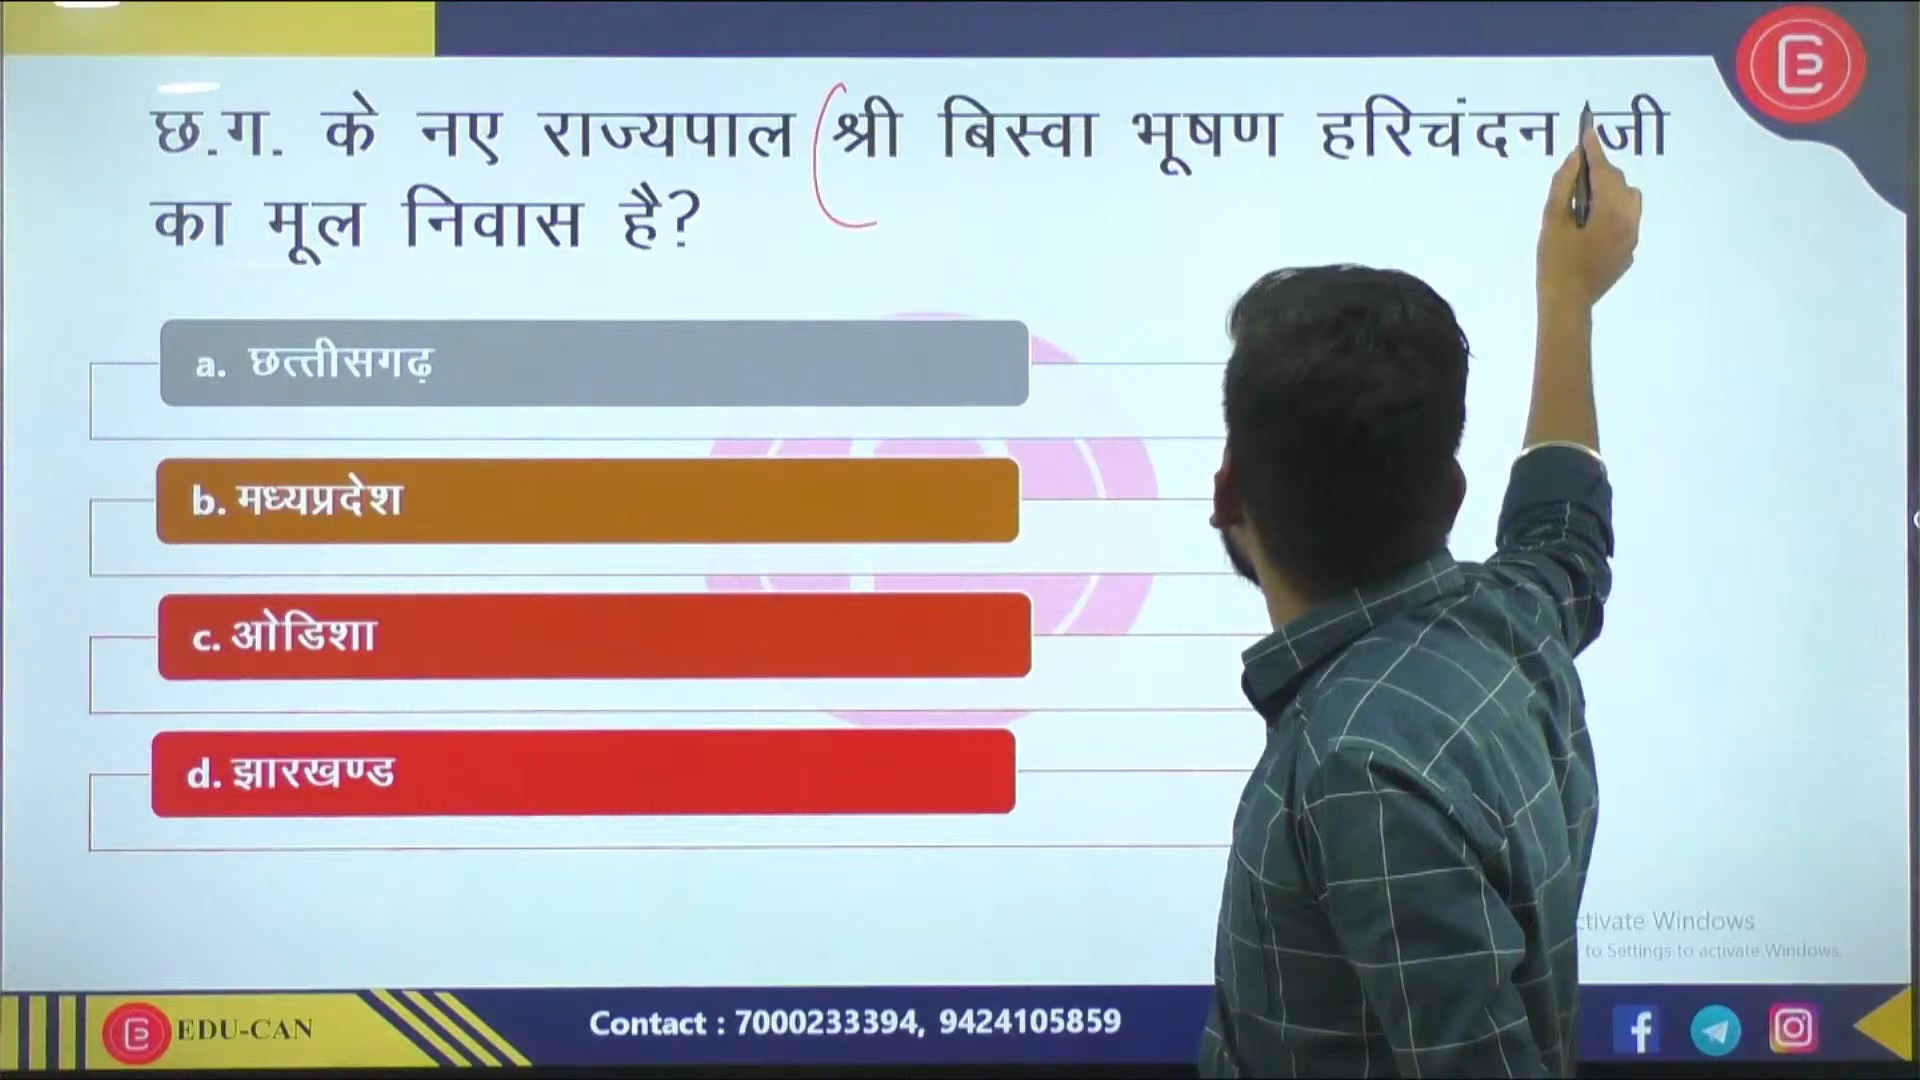 छ.ग. के नए राज्यपाल श्री बिस्वा भूषण हरिचंदन जी
का मूल निवास है?
a. छत्तीसगढ़
b. मध्यप्रदेश
c. ओडिशा
d. झारखण्ड
ctivate Windows
to Settings to activate Windows.
EDU-CAN
Contact : 7000233394, 9424105859